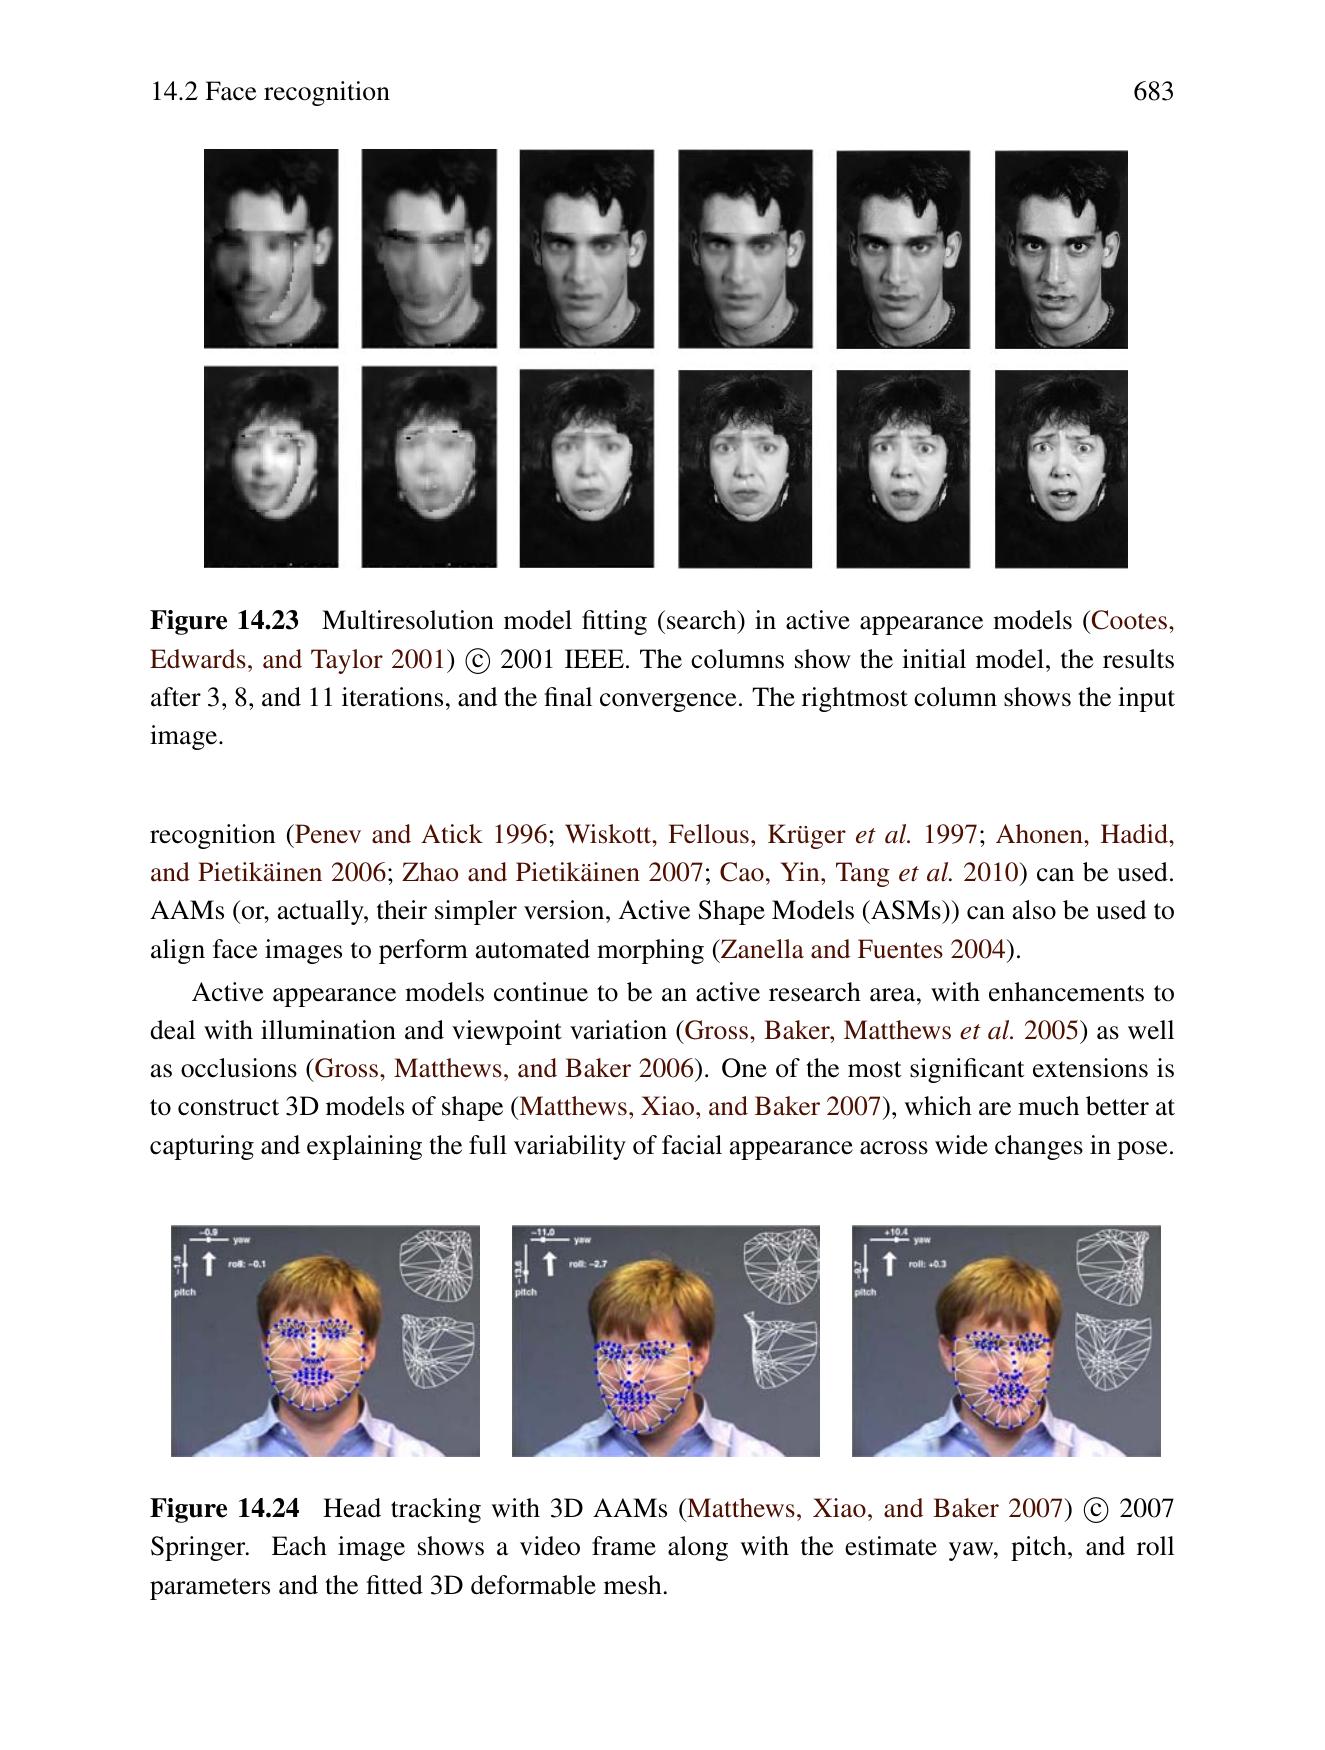 14.2 Face recognition 683
Figure 14.23 Multiresolution model fitting (search) in active appearance models (Cootes,
Edwards, and Taylor 2001) © 2001 IEEE. The columns show the initial model, the results
after 3, 8, and 11 iterations, and the final convergence. The rightmost column shows the input
image.
recognition (Penev and Atick 1996; Wiskott, Fellous, Krüger et al. 1997; Ahonen, Hadid,
and Pietikäinen 2006; Zhao and Pietikäinen 2007; Cao, Yin, Tang et al. 2010) can be used.
AAMs (or, actually, their simpler version, Active Shape Models (ASMs)) can also be used to
align face images to perform automated morphing (Zanella and Fuentes 2004).
Active appearance models continue to be an active research area, with enhancements to
deal with illumination and viewpoint variation (Gross, Baker, Matthews et al. 2005) as well
as occlusions (Gross, Matthews, and Baker 2006). One of the most significant extensions is
to construct 3D models of shape (Matthews, Xiao, and Baker 2007), which are much better at
capturing and explaining the full variability of facial appearance across wide changes in pose.
-0.9 yaw
roll: -0.1
-1.9
pitch
-11.0 yaw
roll: -2.7
-13.6
pitch
+10.4 yaw
roll: +0.3
-9.7
pitch
Figure 14.24 Head tracking with 3D AAMs (Matthews, Xiao, and Baker 2007) © 2007
Springer. Each image shows a video frame along with the estimate yaw, pitch, and roll
parameters and the fitted 3D deformable mesh.